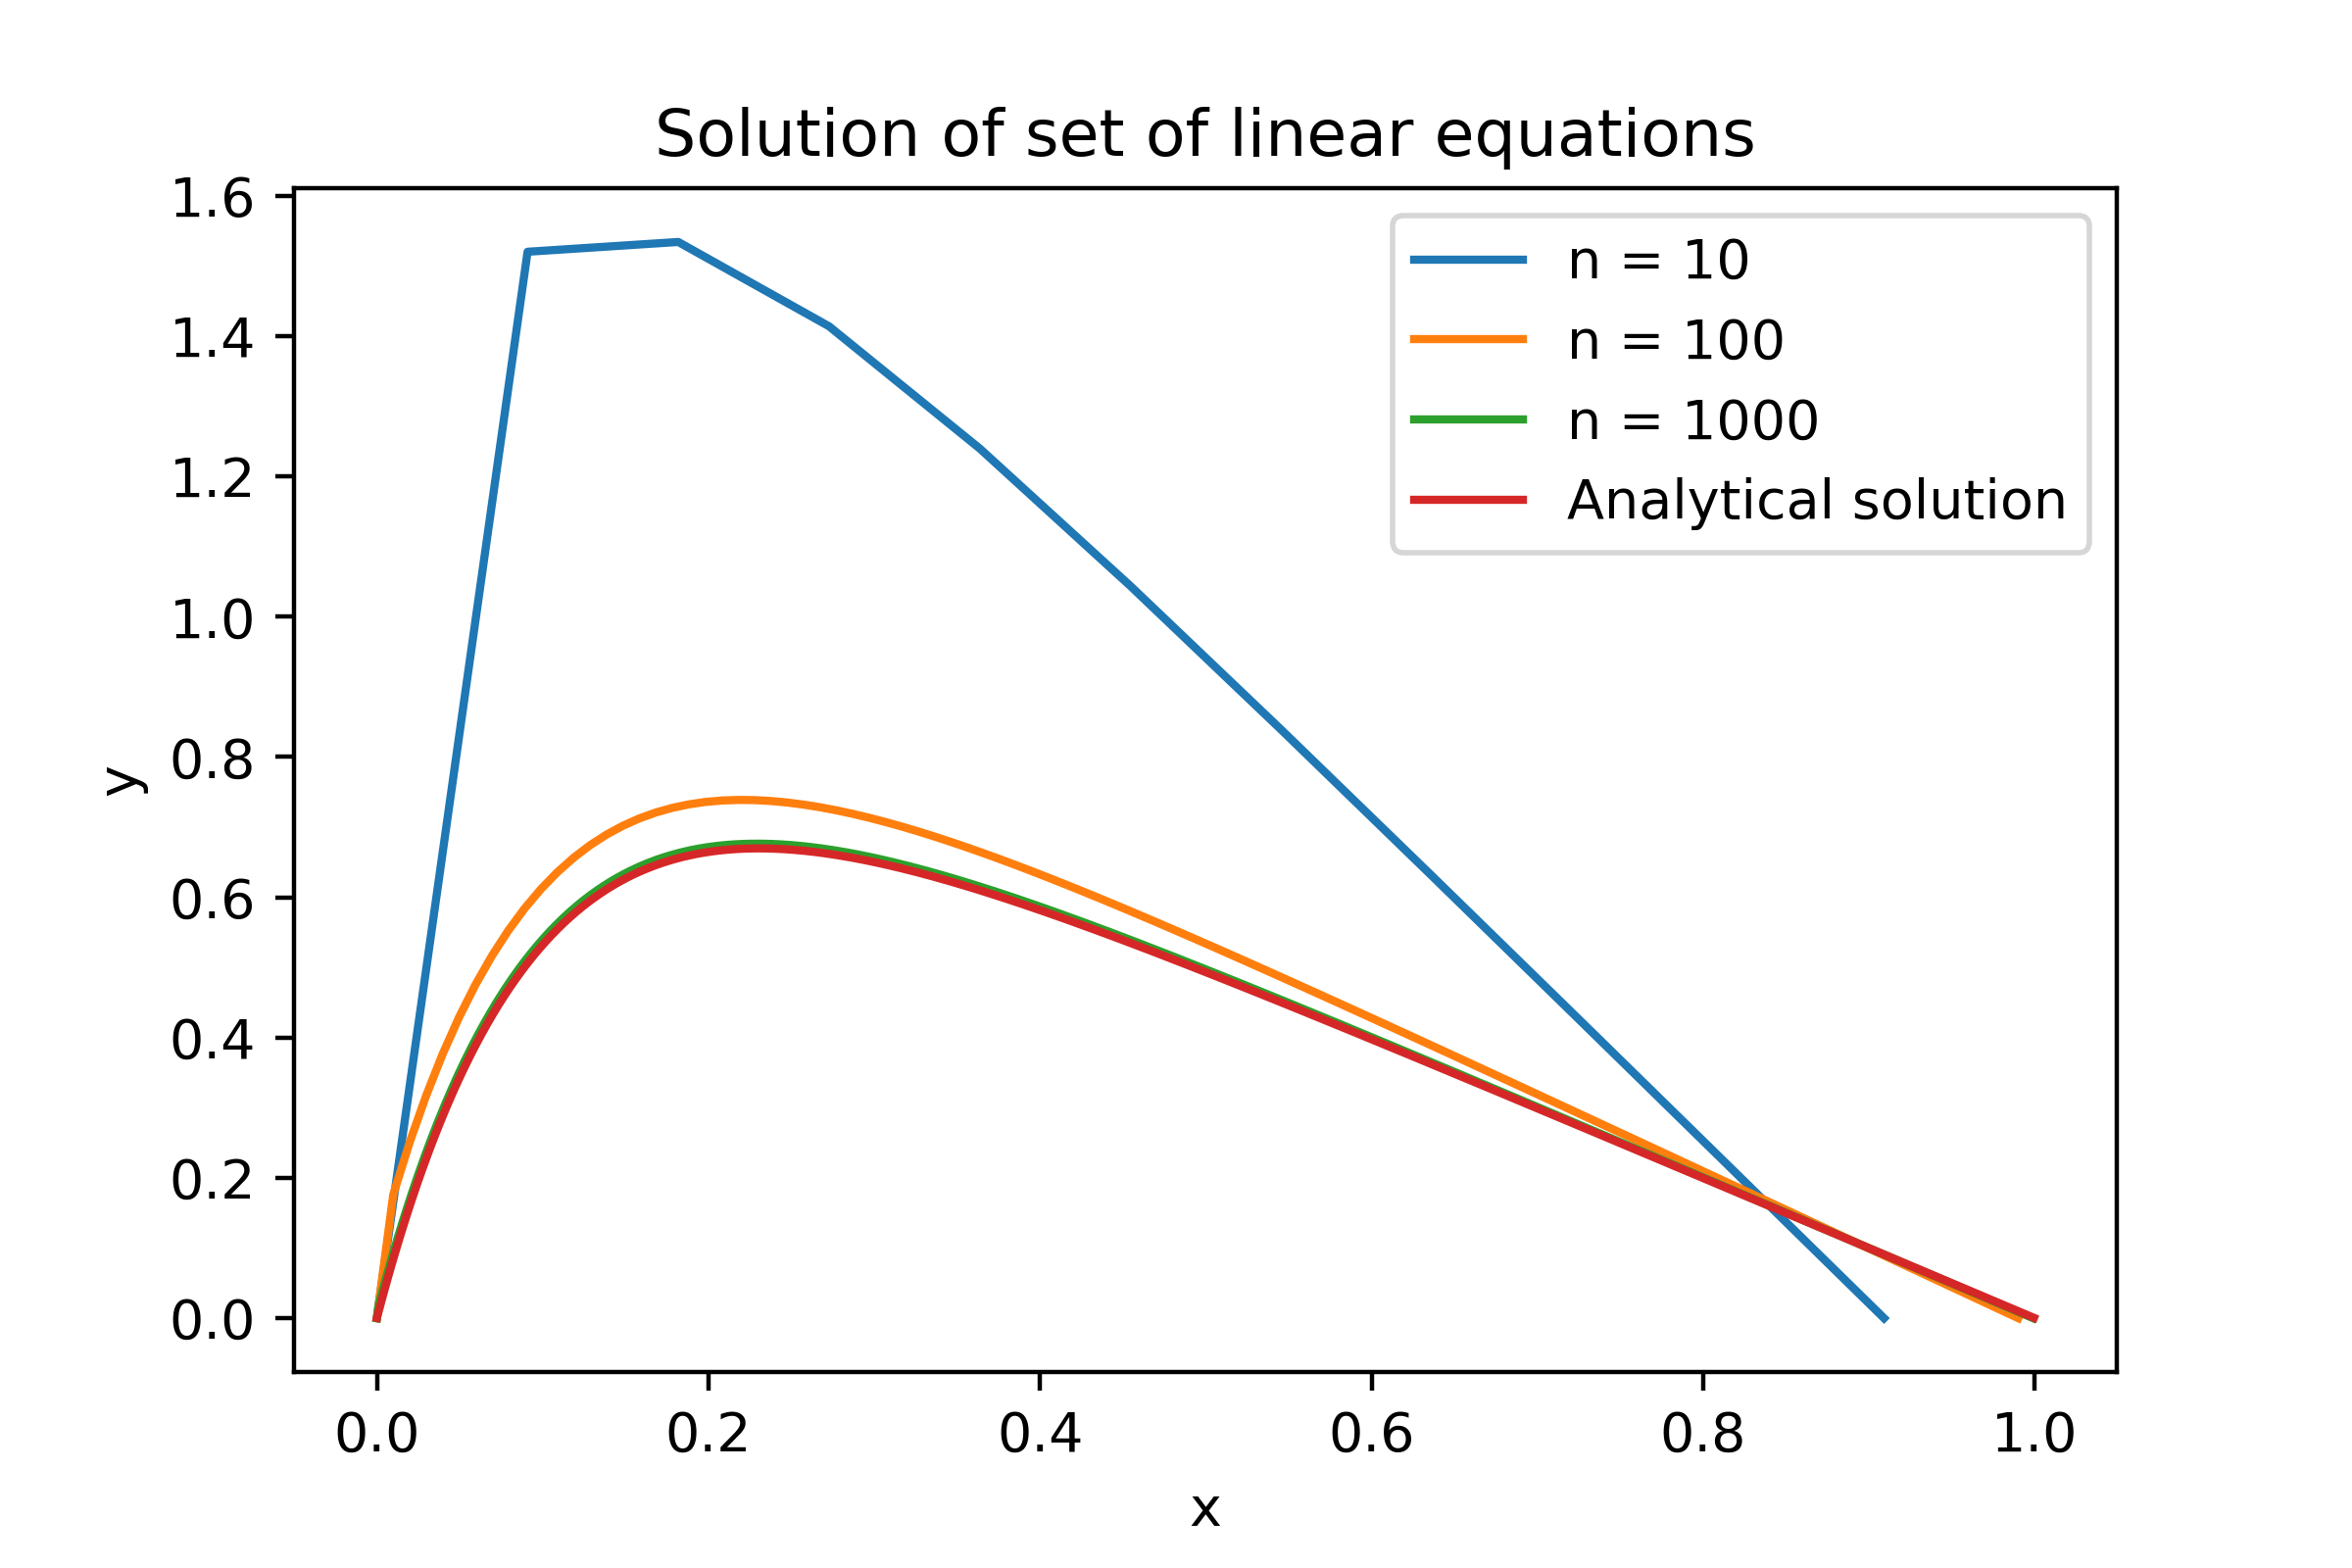 Solution of set of linear equations
1.6
1.4
1.2
1.0
0.8
0.6
0.4
0.2
0.0
y
n = 10
n = 100
n = 1000
Analytical solution
0.0 0.2 0.4 0.6 0.8 1.0
x